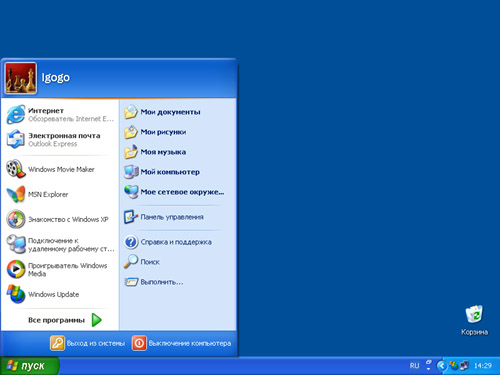 Igogo
Интернет
Обозреватель Internet E...
Электронная почта
Outlook Express
Windows Movie Maker
MSN Explorer
Знакомство с Windows XP
Подключение к
удаленному рабочему ст...
Проигрыватель Windows
Media
Windows Update
Все программы
Мои документы
Мои рисунки
Моя музыка
Мой компьютер
Мое сетевое окруже...
Панель управления
Справка и поддержка
Поиск
Выполнить...
Выход из системы
Выключение компьютера
Корзина
пуск
RU
14:29